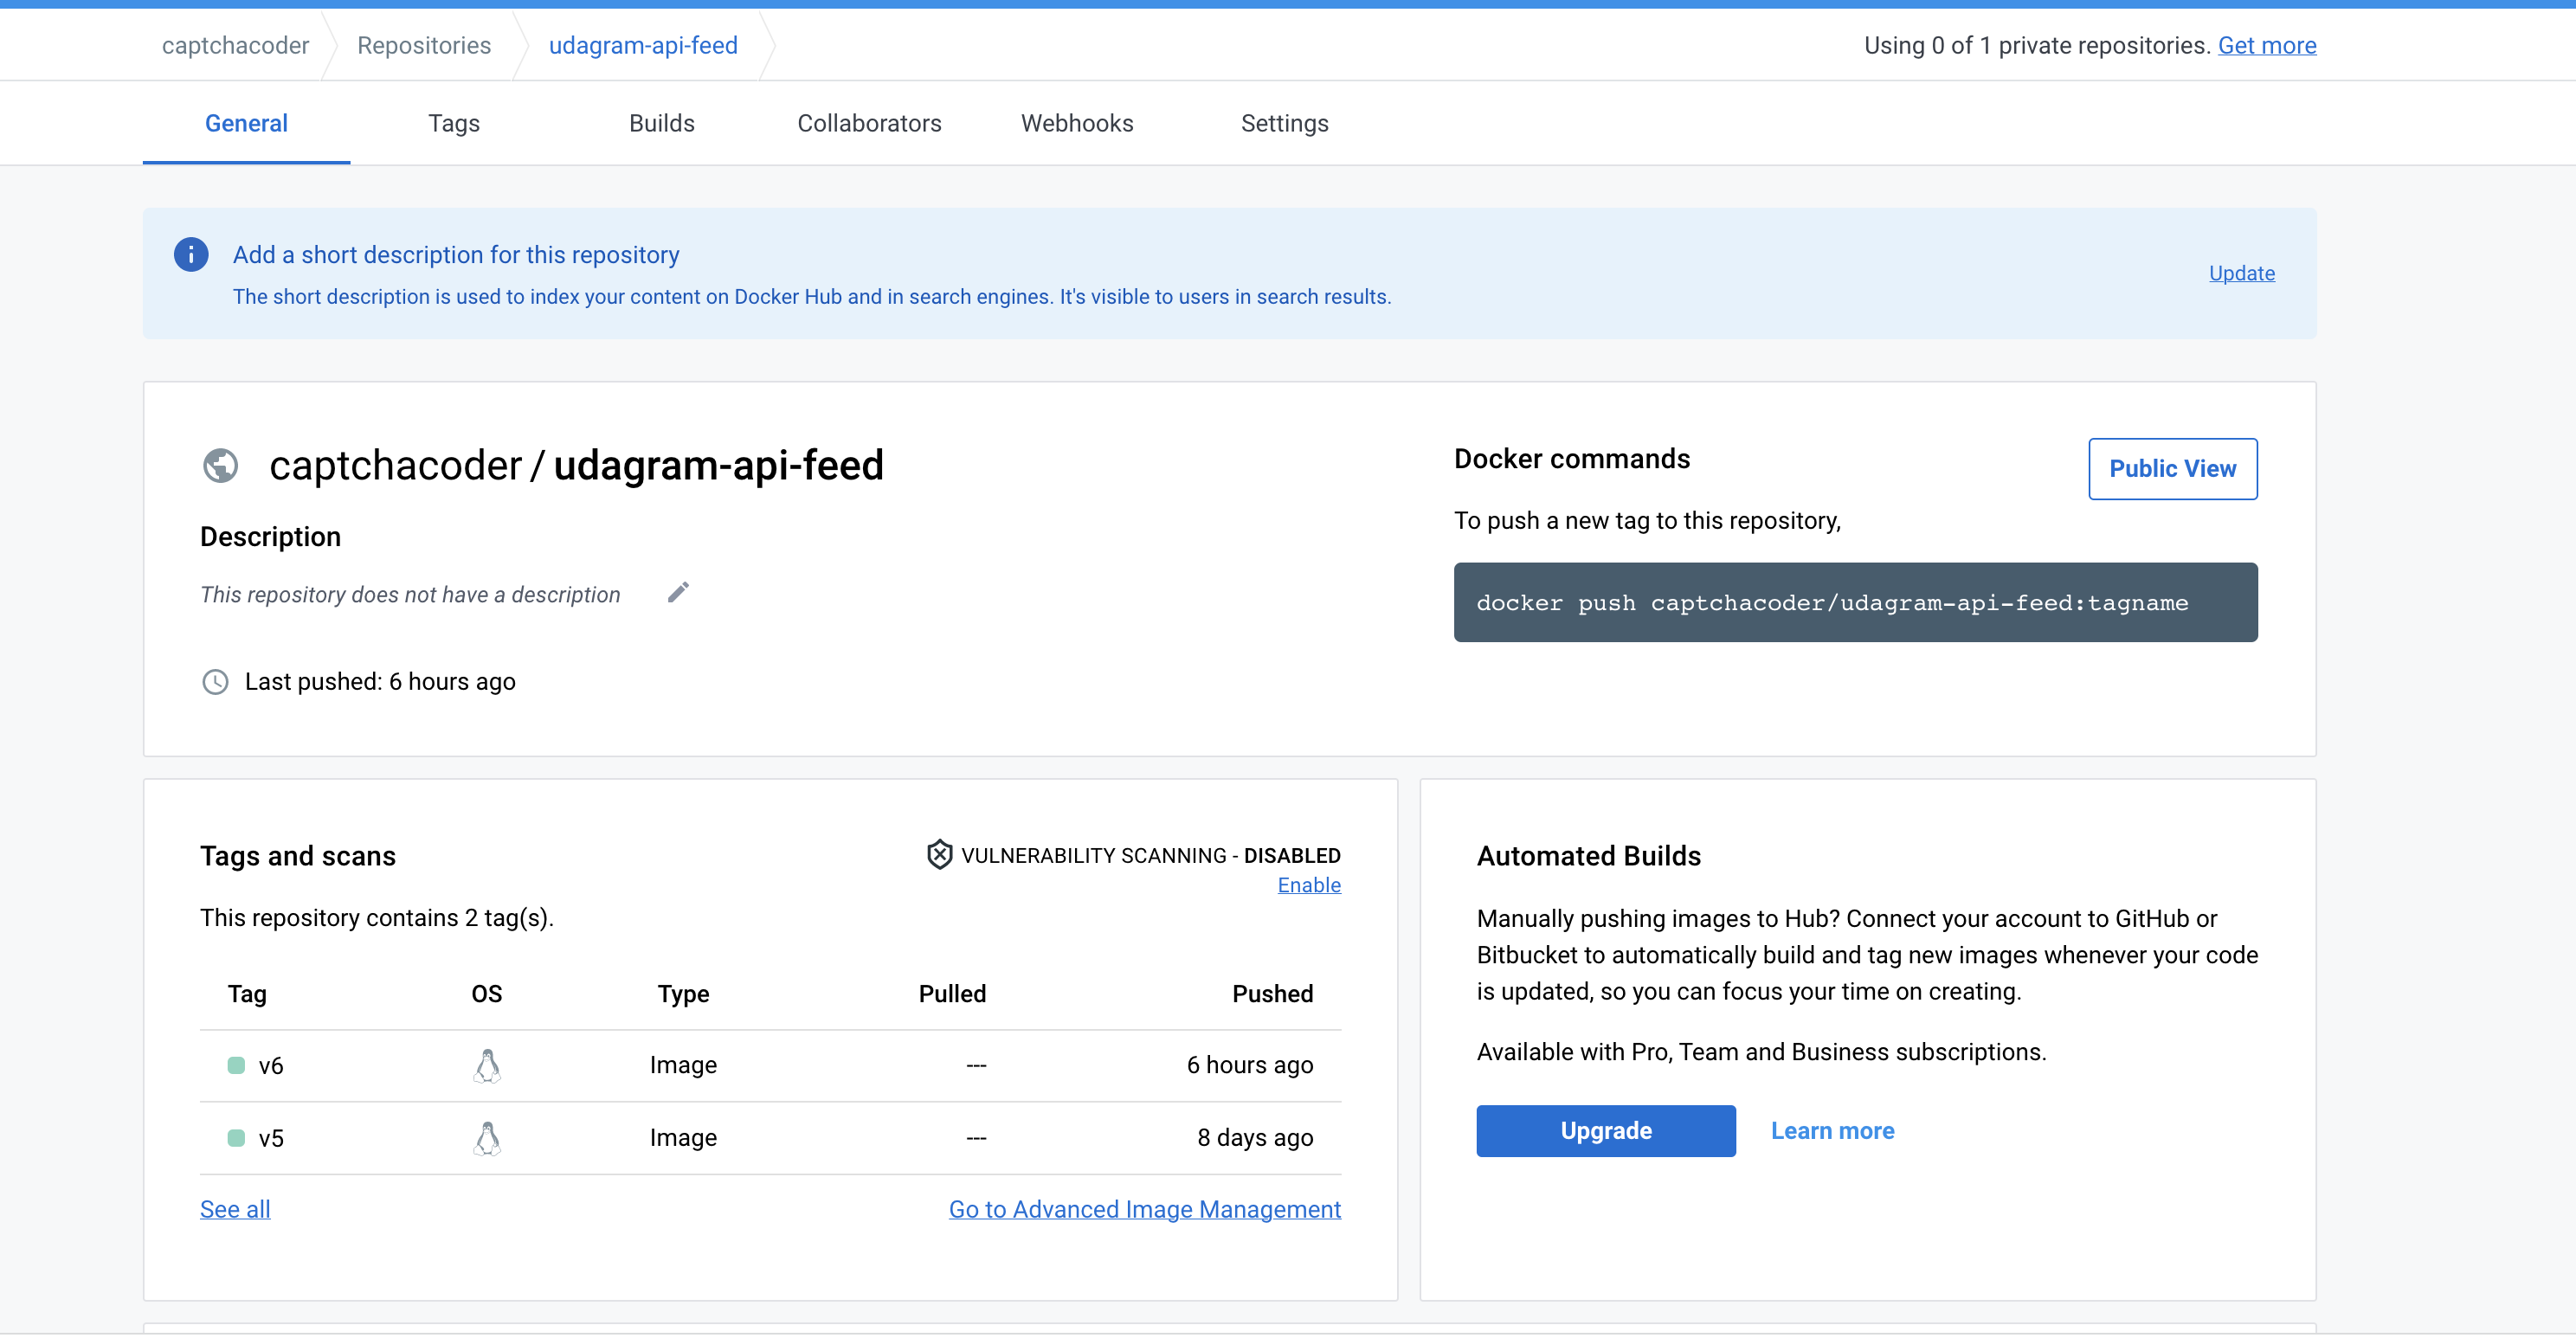 captchacoder Repositories udagram-api-feed Using 0 of 1 private repositories. Get more
General Tags Builds Collaborators Webhooks Settings
Add a short description for this repository
The short description is used to index your content on Docker Hub and in search engines. It's visible to users in search results.
Update
captchacoder / udagram-api-feed
Description
This repository does not have a description
Last pushed: 6 hours ago
Docker commands
Public View
To push a new tag to this repository,
docker push captchacoder/udagram-api-feed:tagname
Tags and scans
VULNERABILITY SCANNING - DISABLED
Enable
This repository contains 2 tag(s).
Tag OS Type Pulled Pushed
v6 Image --- 6 hours ago
v5 Image --- 8 days ago
See all Go to Advanced Image Management
Automated Builds
Manually pushing images to Hub? Connect your account to GitHub or
Bitbucket to automatically build and tag new images whenever your code
is updated, so you can focus your time on creating.
Available with Pro, Team and Business subscriptions.
Upgrade Learn more